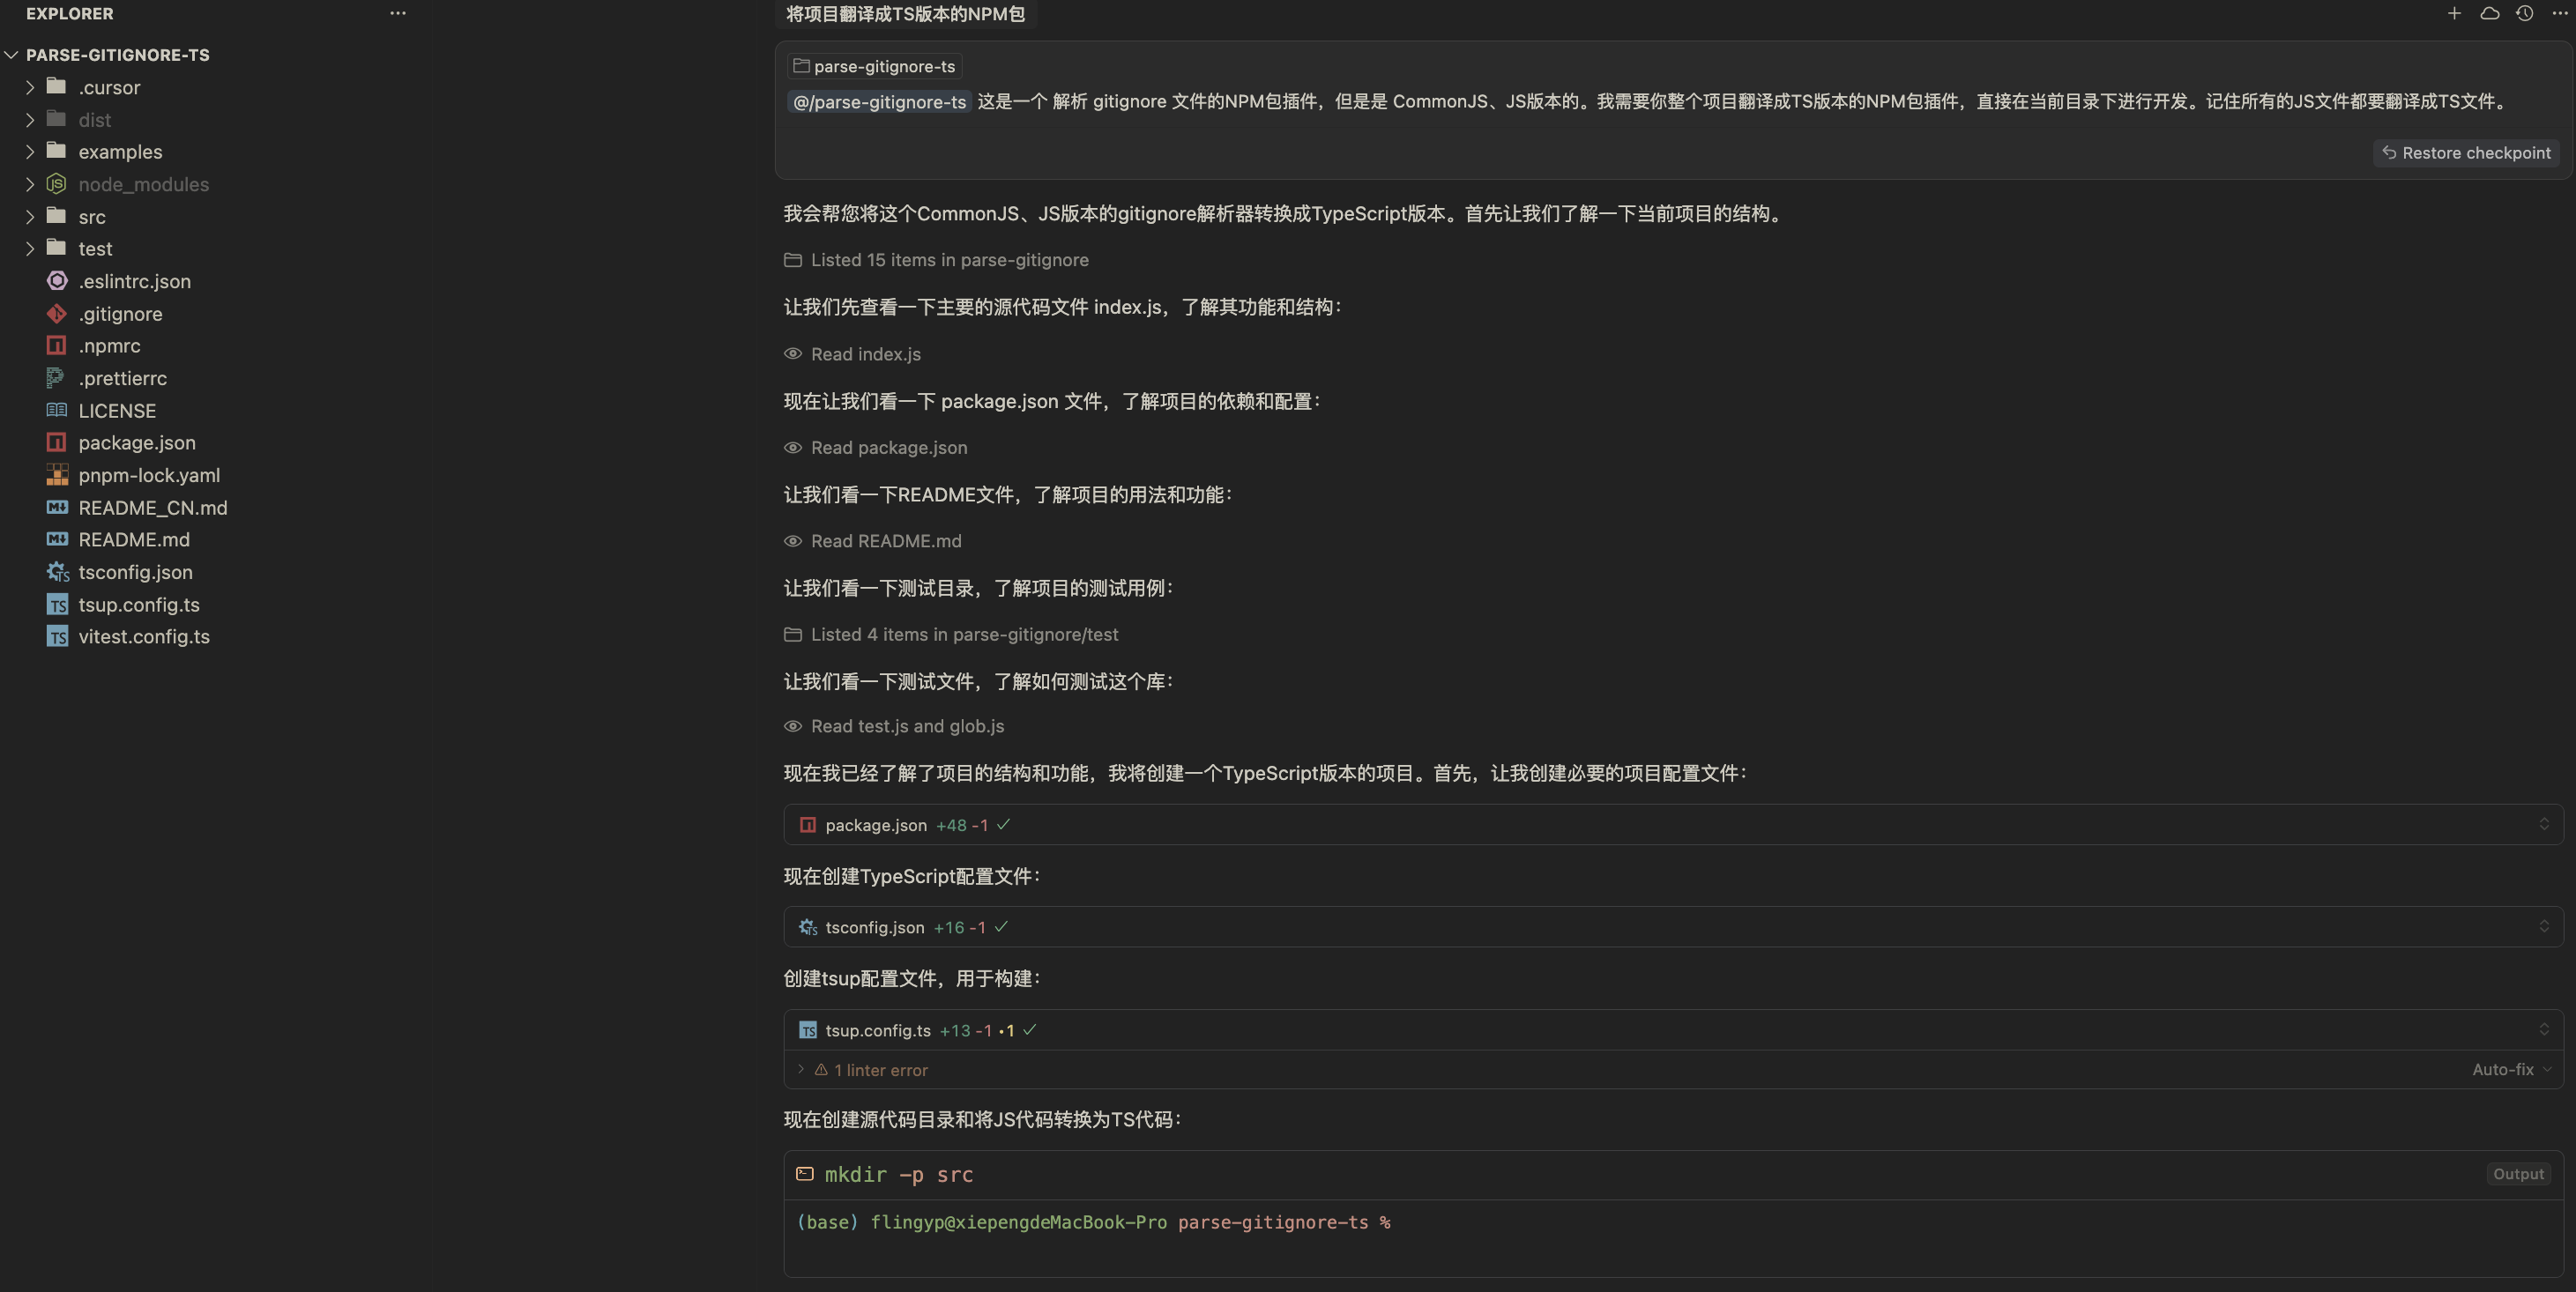 EXPLORER
PARSE-GITIGNORE-TS
.cursor
dist
examples
node_modules
src
test
.eslintrc.json
.gitignore
.npmrc
.prettierrc
LICENSE
package.json
pnpm-lock.yaml
README_CN.md
README.md
tsconfig.json
tsup.config.ts
vitest.config.ts
将项目翻译成TS版本的NPM包
parse-gitignore-ts
@/parse-gitignore-ts 这是一个 解析 gitignore 文件的NPM包插件，但是是 CommonJS、JS版本的。我需要你整个项目翻译成TS版本的NPM包插件，直接在当前目录下进行开发。记住所有的JS文件都要翻译成TS文件。
Restore checkpoint
我会帮您将这个CommonJS、JS版本的gitignore解析器转换成TypeScript版本。首先让我们了解一下当前项目的结构。
Listed 15 items in parse-gitignore
让我们先查看一下主要的源代码文件 index.js，了解其功能和结构：
Read index.js
现在让我们看一下 package.json 文件，了解项目的依赖和配置：
Read package.json
让我们看一下README文件，了解项目的用法和功能：
Read README.md
让我们看一下测试目录，了解项目的测试用例：
Listed 4 items in parse-gitignore/test
让我们看一下测试文件，了解如何测试这个库：
Read test.js and glob.js
现在我已经了解了项目的结构和功能，我将创建一个TypeScript版本的项目。首先，让我创建必要的项目配置文件：
package.json +48 -1
现在创建TypeScript配置文件：
tsconfig.json +16 -1
创建tsup配置文件，用于构建：
tsup.config.ts +13 -1 •1
1 linter error Auto-fix
现在创建源代码目录和将JS代码转换为TS代码：
mkdir -p src Output
(base) flingyp@xiepengdeMacBook-Pro parse-gitignore-ts %